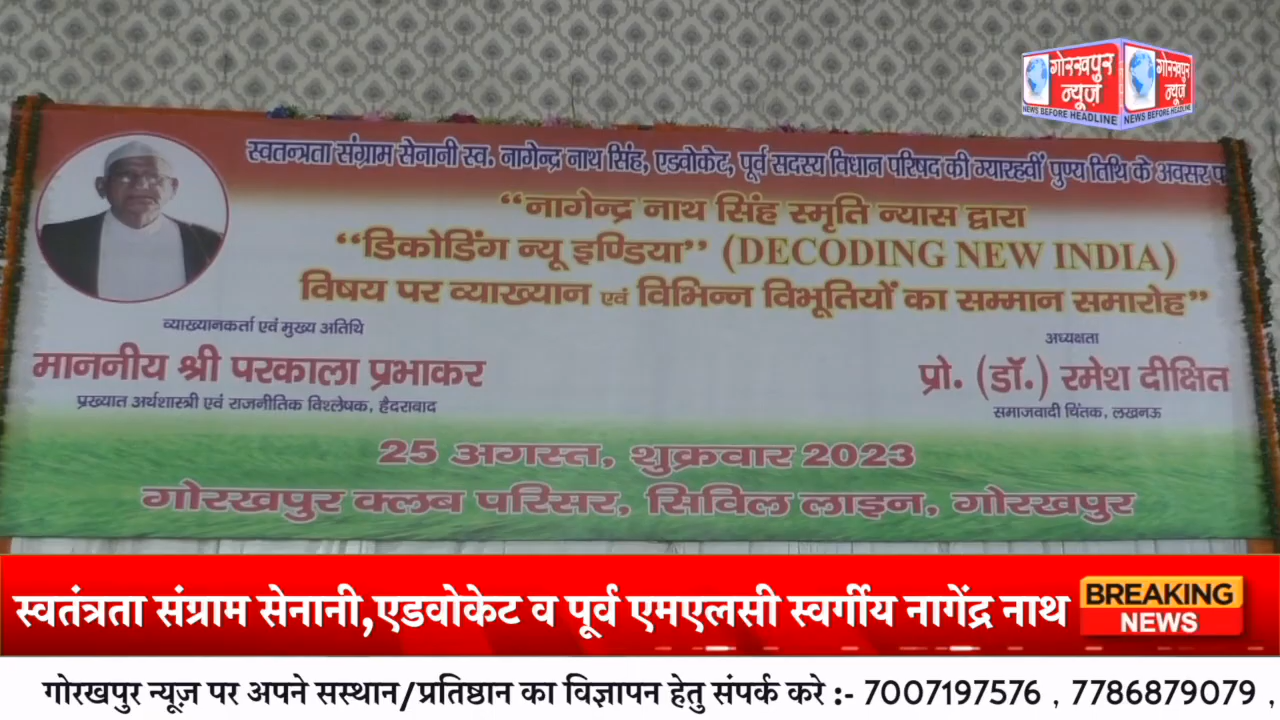 गोरखपुर
न्यूज़
NEWS BEFORE HEADLINE
गोरखपुर
न्यूज़
NEWS BEFORE HEADLINE
स्वतन्त्रता संग्राम सेनानी स्व. नागेन्द्र नाथ सिंह, एडवोकेट, पूर्व सदस्य विधान परिषद की ग्यारहवीं पुण्य तिथि के अवसर प
“नागेन्द्र नाथ सिंह स्मृति न्यास द्वारा
“डिकोडिंग न्यू इण्डिया” (DECODING NEW INDIA)
विषय पर व्याख्यान एवं विभिन्न विभूतियों का सम्मान समारोह”
व्याख्यानकर्ता एवं मुख्य अतिथि
माननीय श्री परकाला प्रभाकर
प्रख्यात अर्थशास्त्री एवं राजनीतिक विश्लेषक, हैदराबाद
अध्यक्षता
प्रो. (डॉ.) रमेश दीक्षित
समाजवादी चिंतक, लखनऊ
25 अगस्त, शुक्रवार 2023
गोरखपुर क्लब परिसर, सिविल लाइन, गोरखपुर
स्वतंत्रता संग्राम सेनानी,एडवोकेट व पूर्व एमएलसी स्वर्गीय नागेंद्र नाथ
BREAKING
NEWS
गोरखपुर न्यूज़ पर अपने सस्थान/प्रतिष्ठान का विज्ञापन हेतु संपर्क करे :- 7007197576 , 7786879079 ,